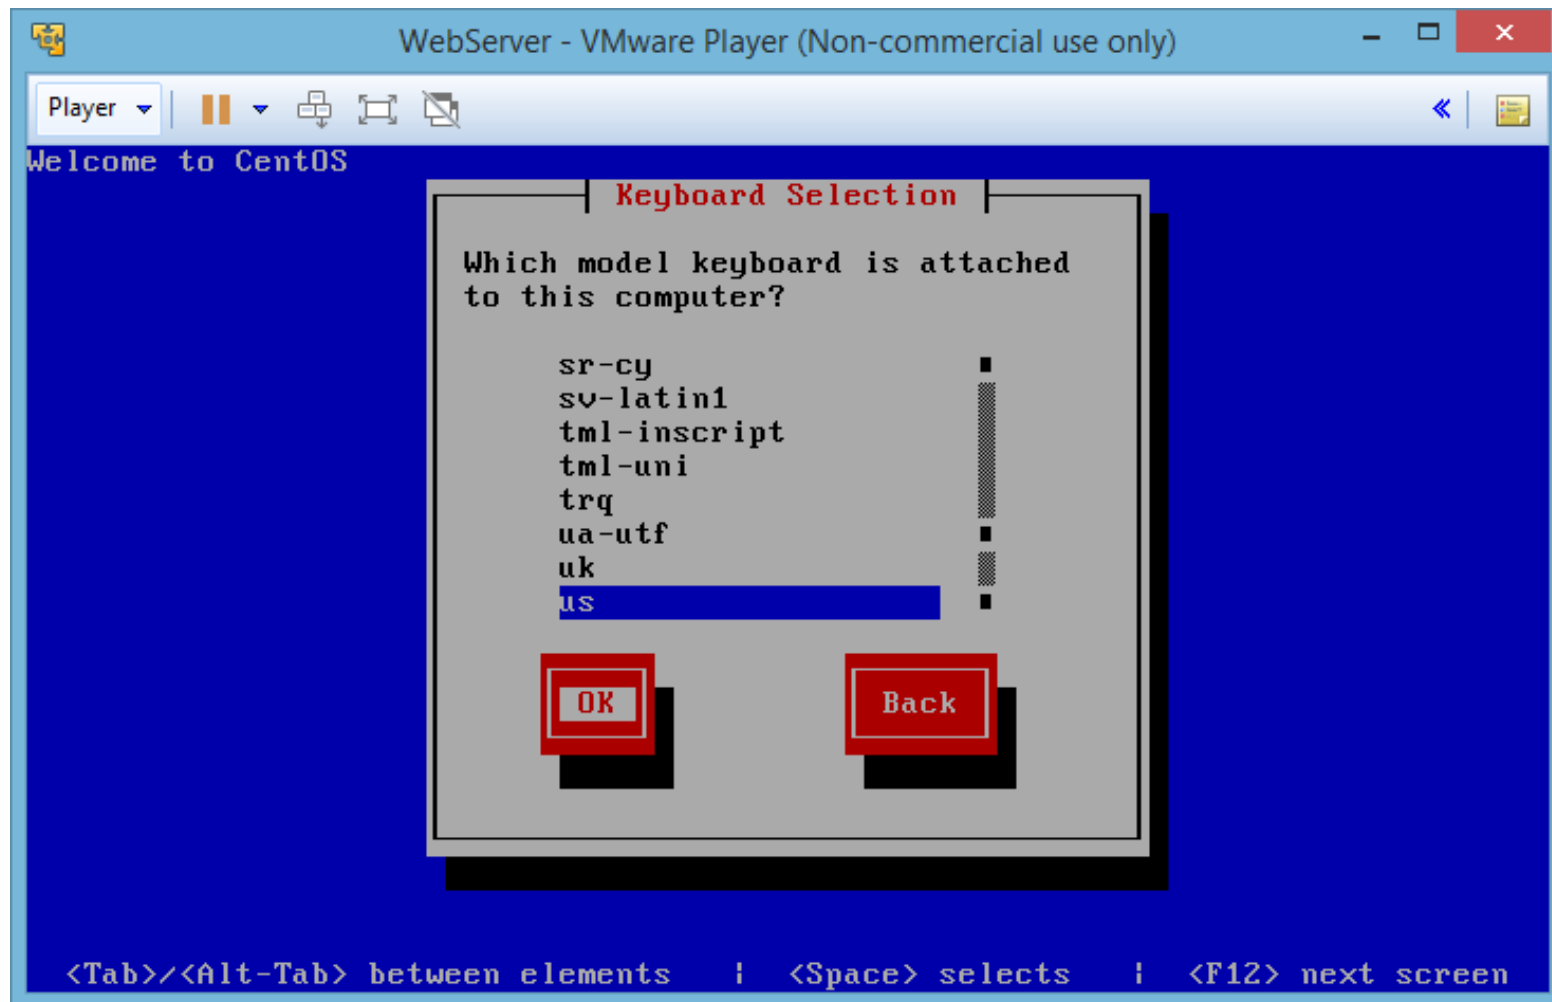 WebServer - VMware Player (Non-commercial use only)
Player
Welcome to CentOS
Keyboard Selection
Which model keyboard is attached
to this computer?
sr-cy
sv-latin1
tml-inscript
tml-uni
trq
ua-utf
uk
us
OK Back
<Tab>/<Alt-Tab> between elements | <Space> selects | <F12> next screen